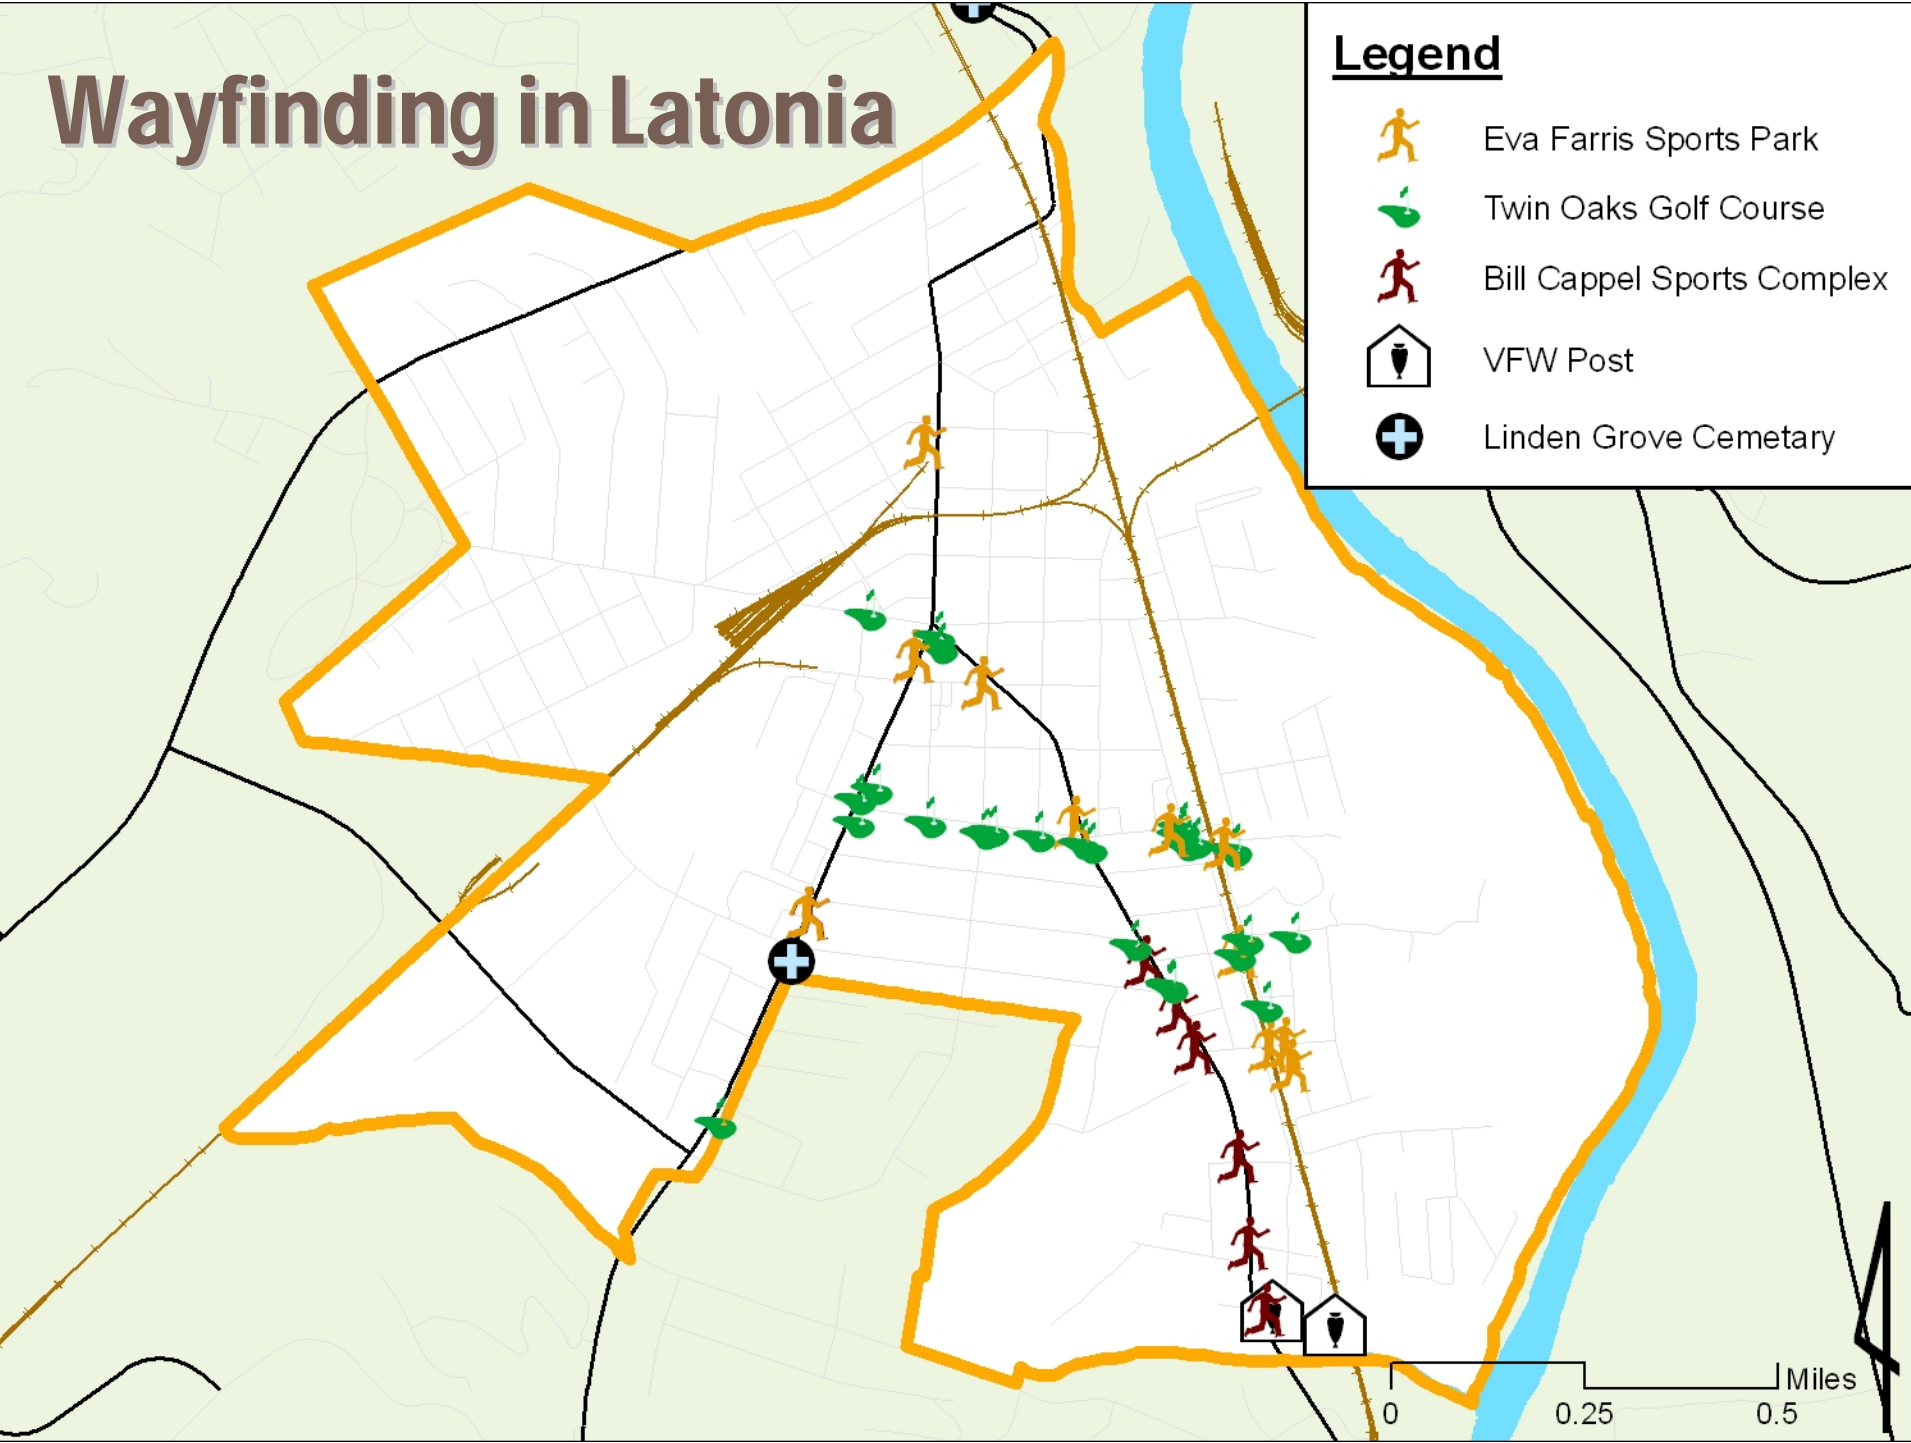 Wayfinding in Latonia
Legend
Eva Farris Sports Park
Twin Oaks Golf Course
Bill Cappel Sports Complex
VFW Post
Linden Grove Cemetary
Miles
0 0.25 0.5